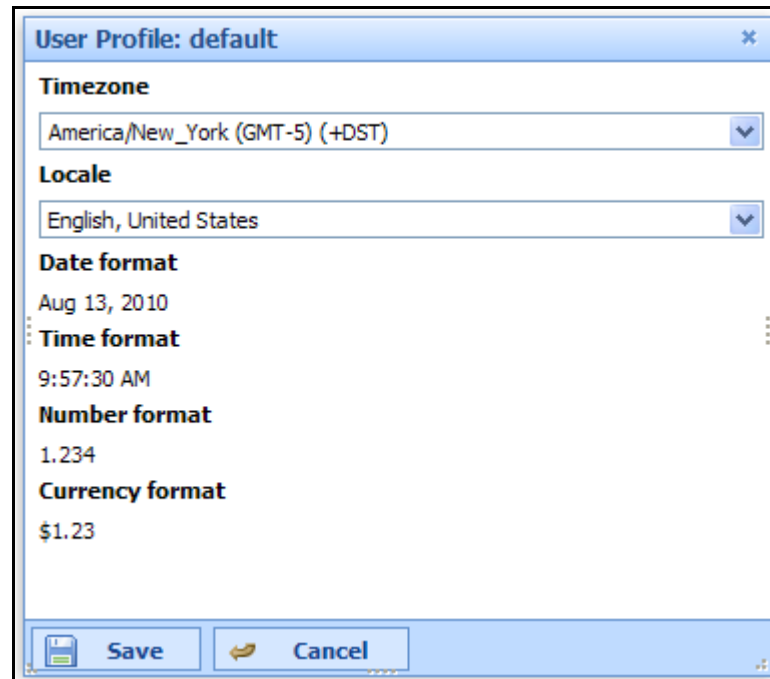 User Profile: default
Timezone
America/New_York (GMT-5) (+DST)
Locale
English, United States
Date format
Aug 13, 2010
Time format
9:57:30 AM
Number format
1.234
Currency format
$1.23
Save Cancel